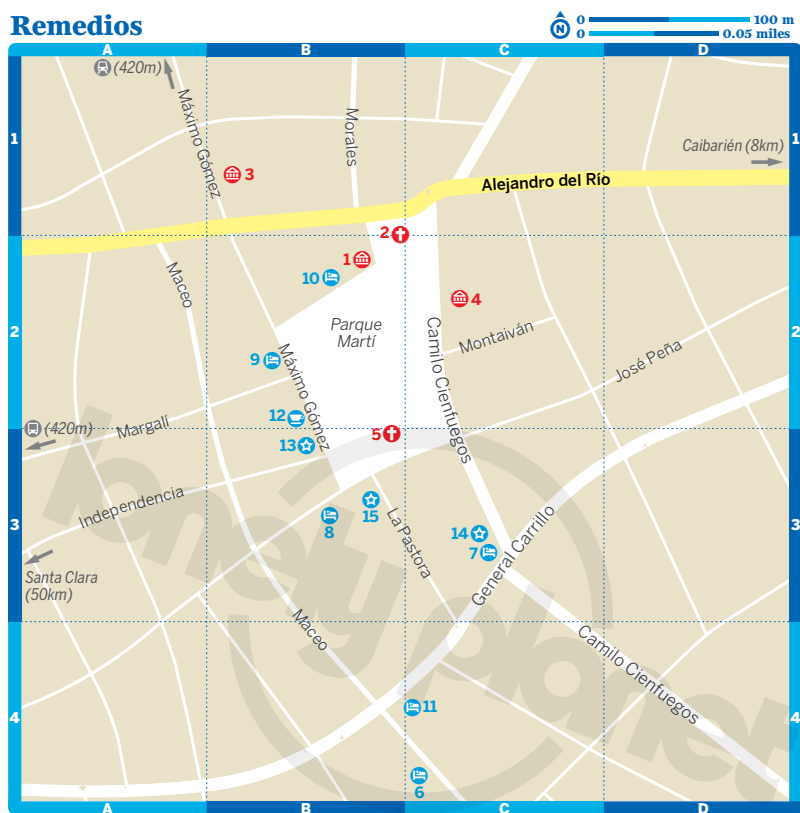 Remedios
N
0 100 m
0 0.05 miles
A B C D
1 1
(420m)
Máximo Gómez
Morales
Caibarién (8km)
3
Alejandro del Río
2
1
10
4
Maceo
2 2
Parque
Martí
Camilo Cienfuegos
Montaiván
José Peña
9
Máximo Gómez
12
(420m)
Margalí
13
5
Independencia
8
15
La Pastora
14
7
General Carrillo
3 3
Santa Clara
(50km)
Maceo
Camilo Cienfuegos
11
4 4
6
lonely planet
A B C D